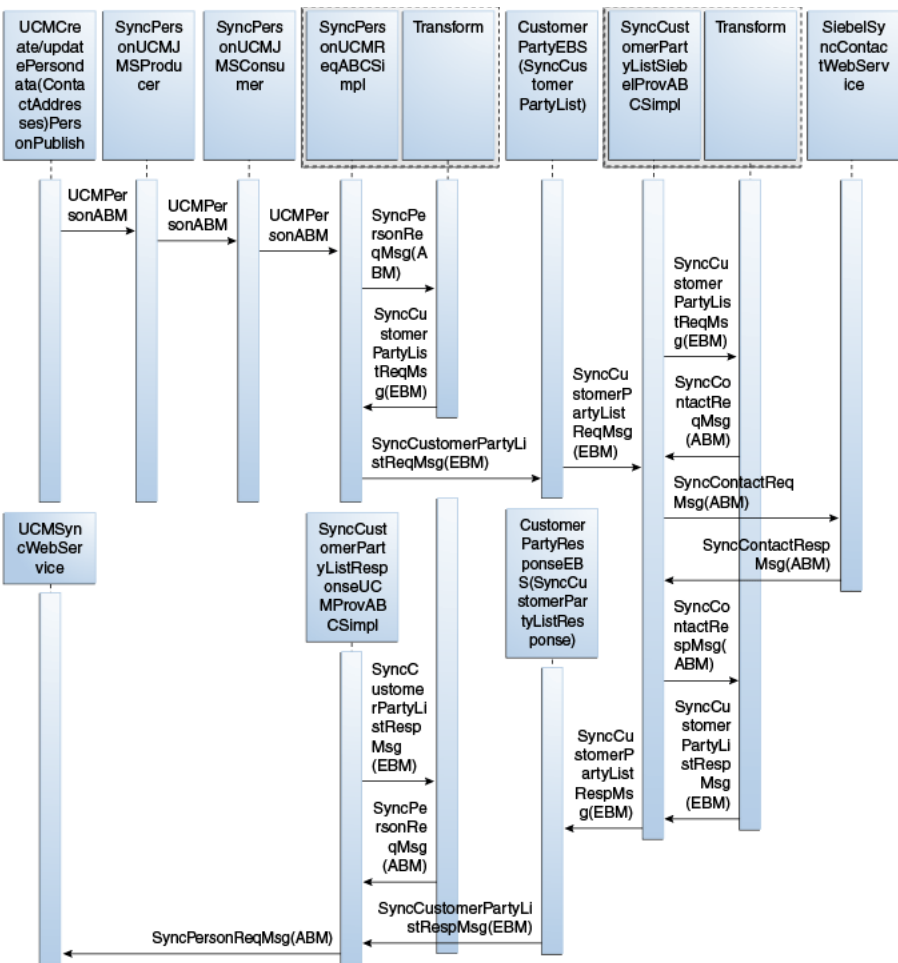 UCMCre
ate/updat
ePersond
ata(Conta
ctAddres
ses)Pers
onPublish
SyncPers
onUCMJ
MSProdu
cer
SyncPers
onUCMJ
MSConsu
mer
SyncPers
onUCMR
eqABCSi
mpl
Transform
Customer
PartyEBS
(SyncCus
tomer
PartyList)
SyncCust
omerPart
yListSieb
elProvAB
CSimpl
Transform
SiebelSy
ncContac
tWebServ
ice
UCMPer
sonABM
UCMPer
sonABM
UCMPer
sonABM
SyncPe
rsonRe
qMsg(A
BM)
SyncCu
stomer
PartyLis
tReqMs
g(EBM)
SyncCu
stomer
PartyLis
tReqMs
g(EBM)
SyncCustomerPartyLi
stReqMsg(EBM)
SyncCu
stomerP
artyList
ReqMsg
(EBM)
SyncCo
ntactRe
qMsg
(ABM)
SyncContactReq
Msg(ABM)
SyncContactResp
Msg(ABM)
UCMSyn
cWebSer
vice
SyncCust
omerPart
yListResp
onseUC
MProvAB
CSimpl
Customer
PartyRes
ponseEB
S(SyncCu
stomerPar
tyListRes
ponse)
SyncCo
ntactRe
spMsg(
ABM)
SyncC
ustome
rPartyLi
stResp
Msg
(EBM)
SyncCu
stomer
PartyLi
stResp
Msg
(EBM)
SyncCu
stomerP
artyList
RespMs
g(EBM)
SyncPe
rsonRe
qMsg
(ABM)
SyncCustomerPartyLi
stRespMsg(EBM)
SyncPersonReqMsg(ABM)